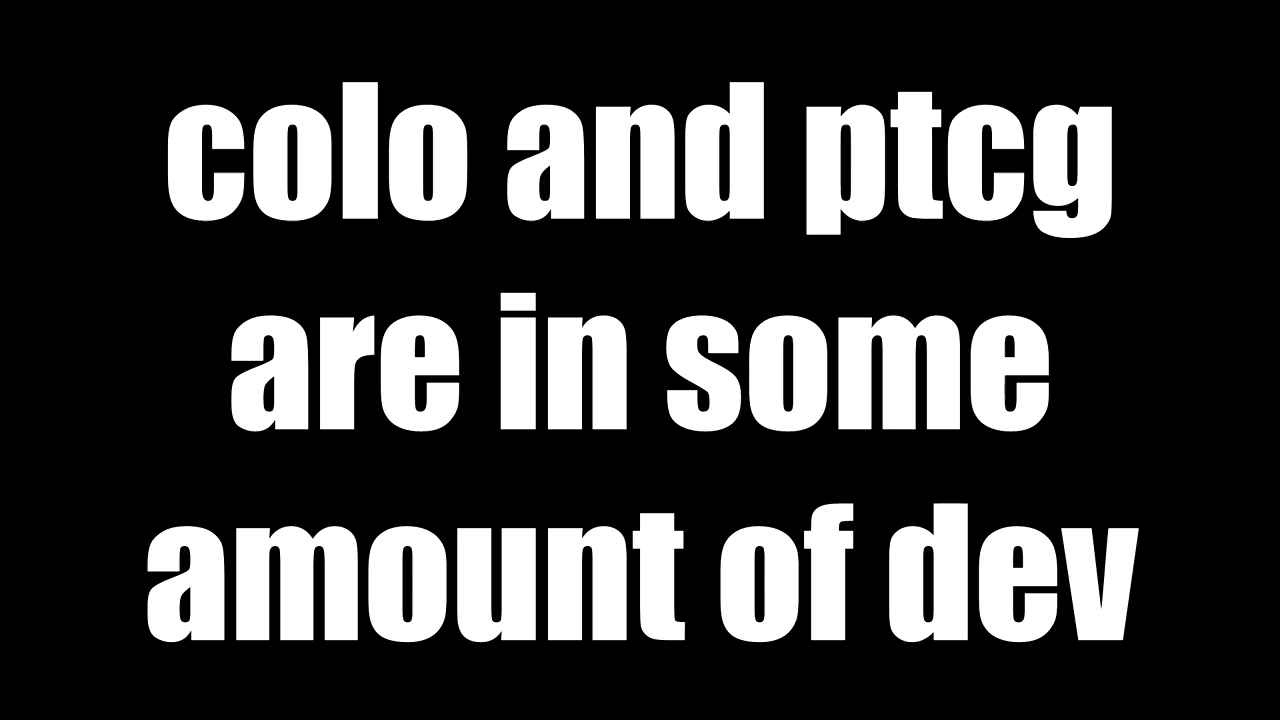 colo and ptcg
are in some
amount of dev